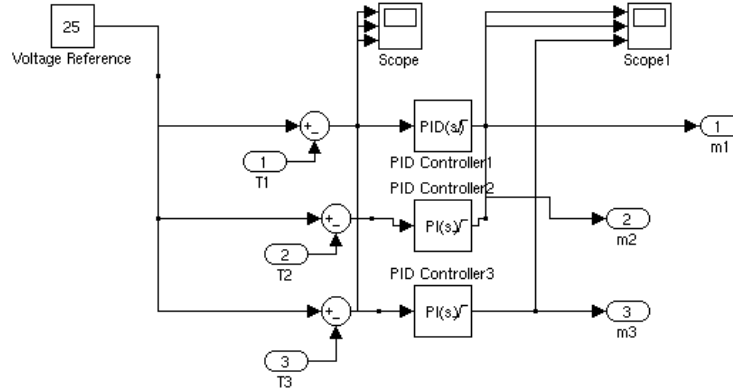 25
Voltage Reference
Scope
Scope1
PID(s)
1
T1
1
m1
PID Controller1
PID Controller2
2
T2
PI(s)
2
m2
PID Controller3
3
T3
PI(s)
3
m3